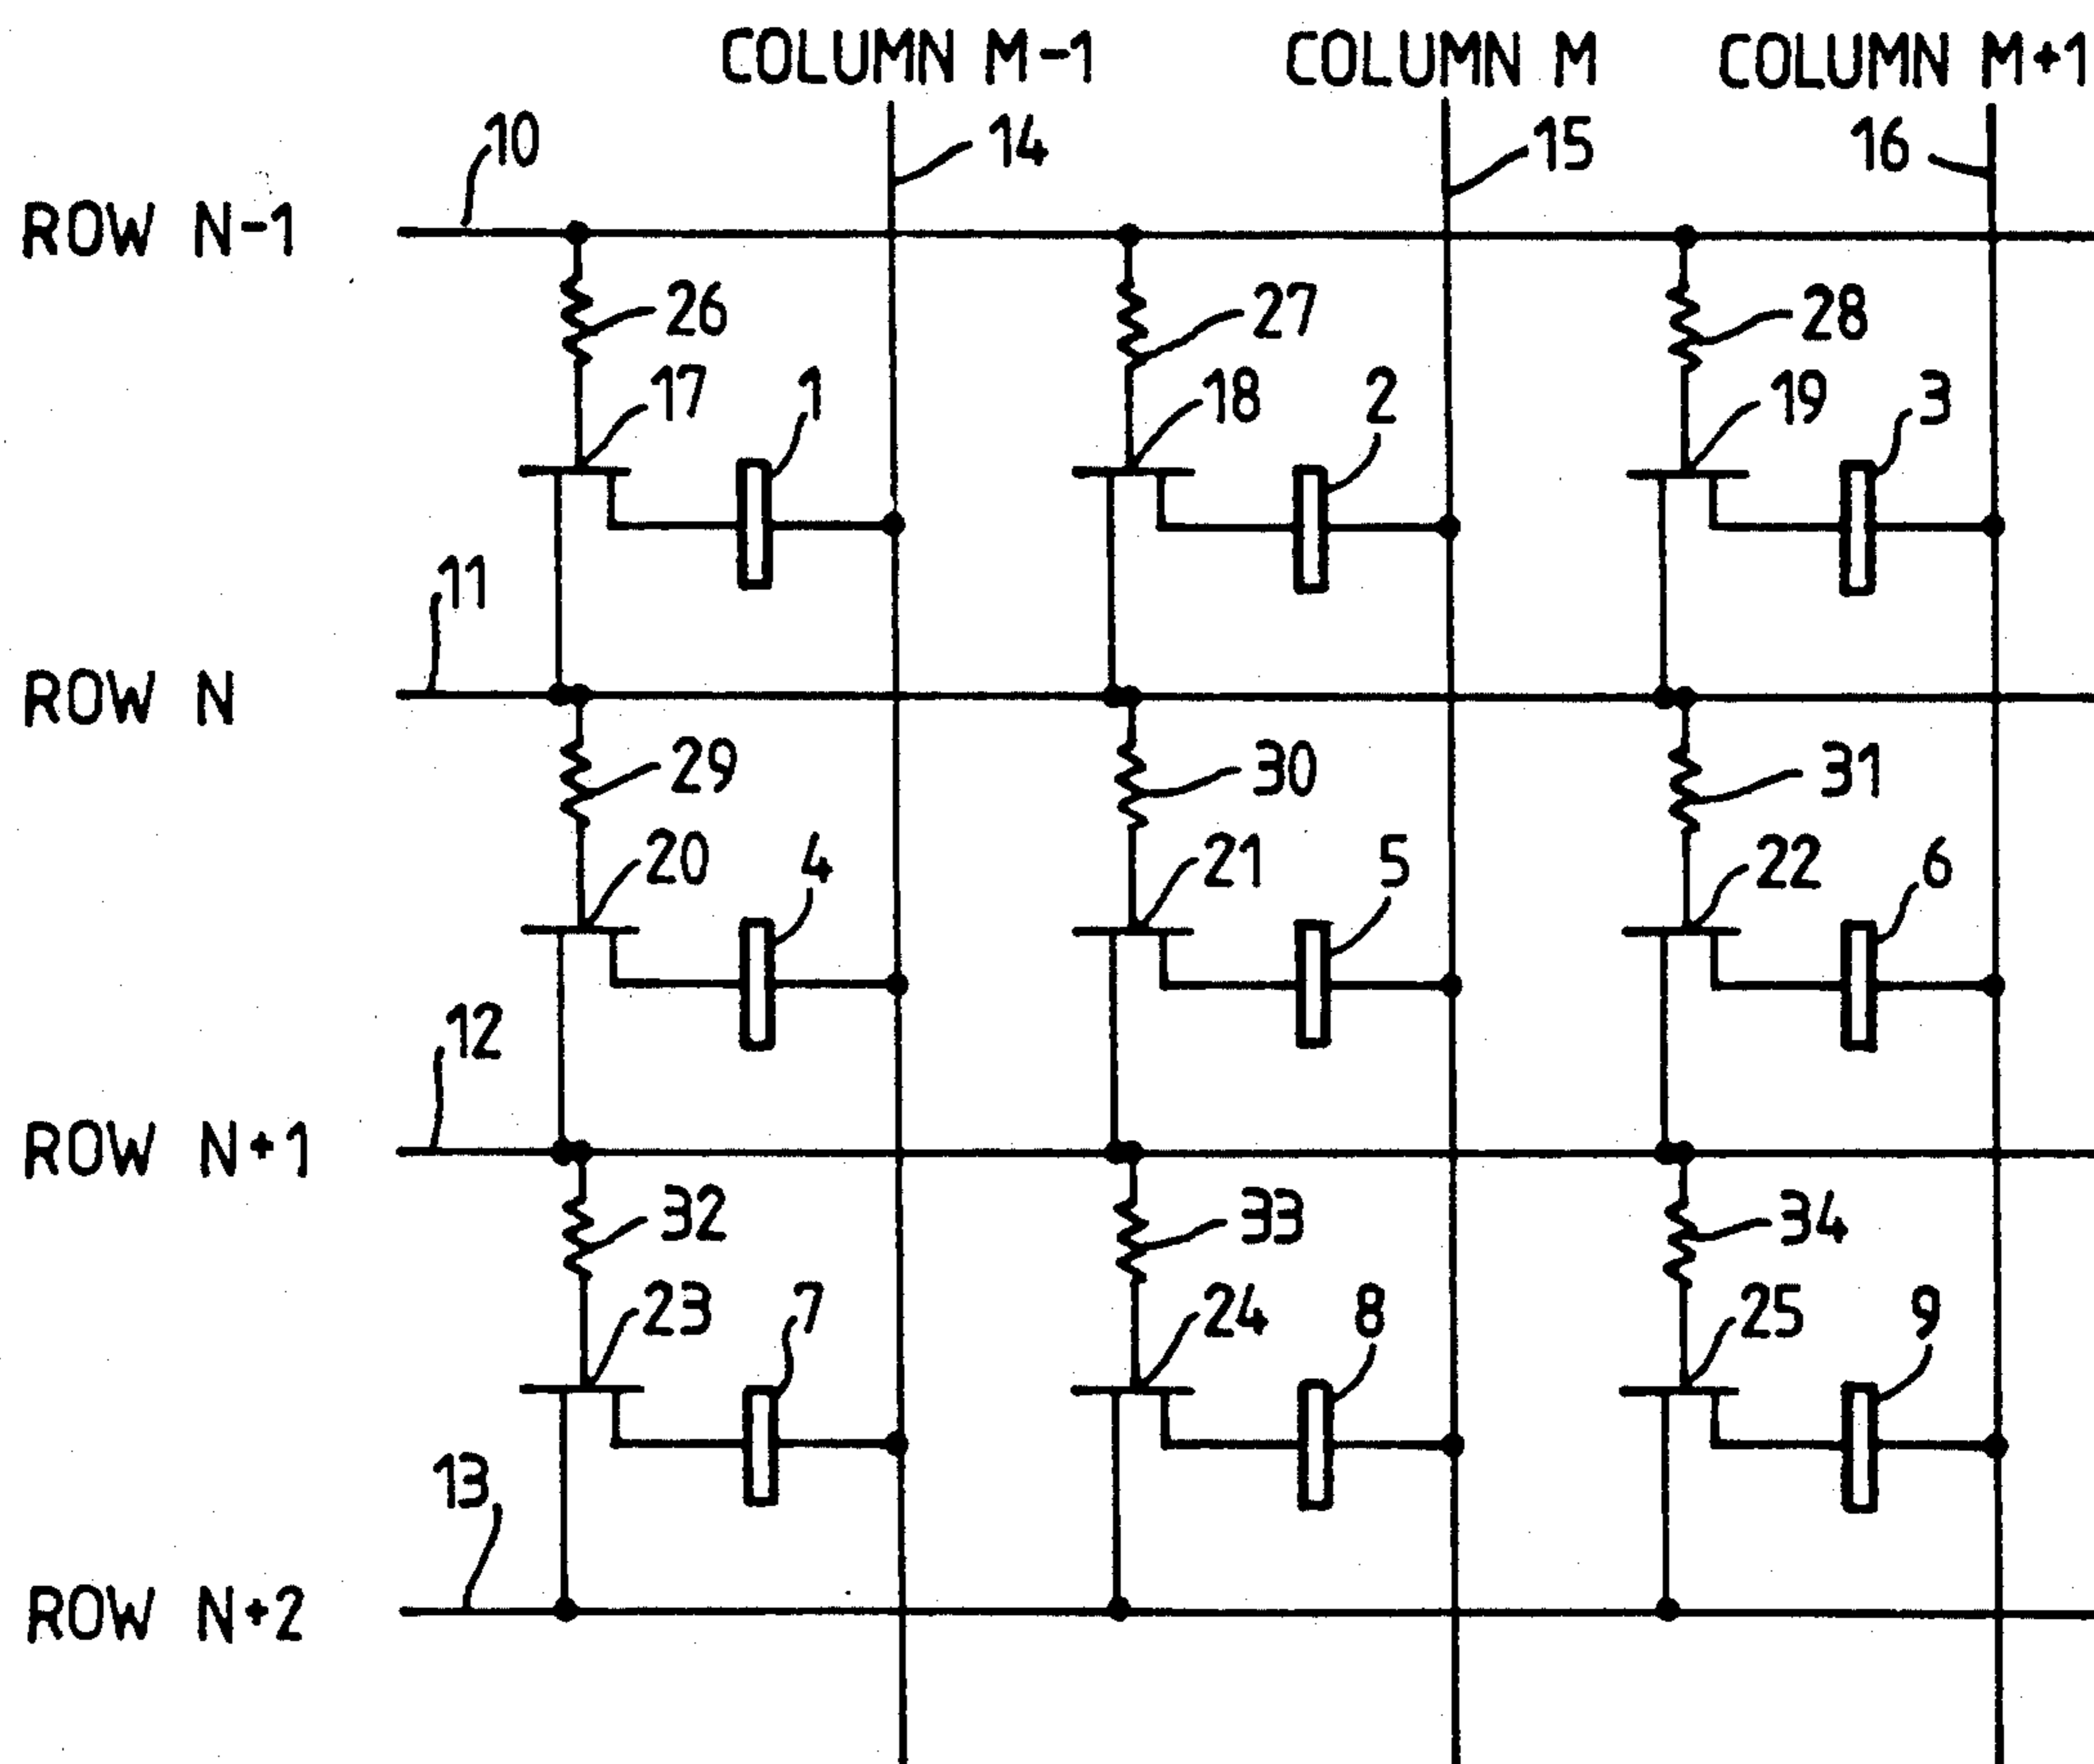 COLUMN M-1 COLUMN M COLUMN M+1
10 14 15 16
ROW N-1
26 27 28
17 1 18 2 19 3
11
ROW N
29 30 31
20 4 21 5 22 6
12
ROW N+1
32 33 34
23 7 24 8 25 9
13
ROW N+2